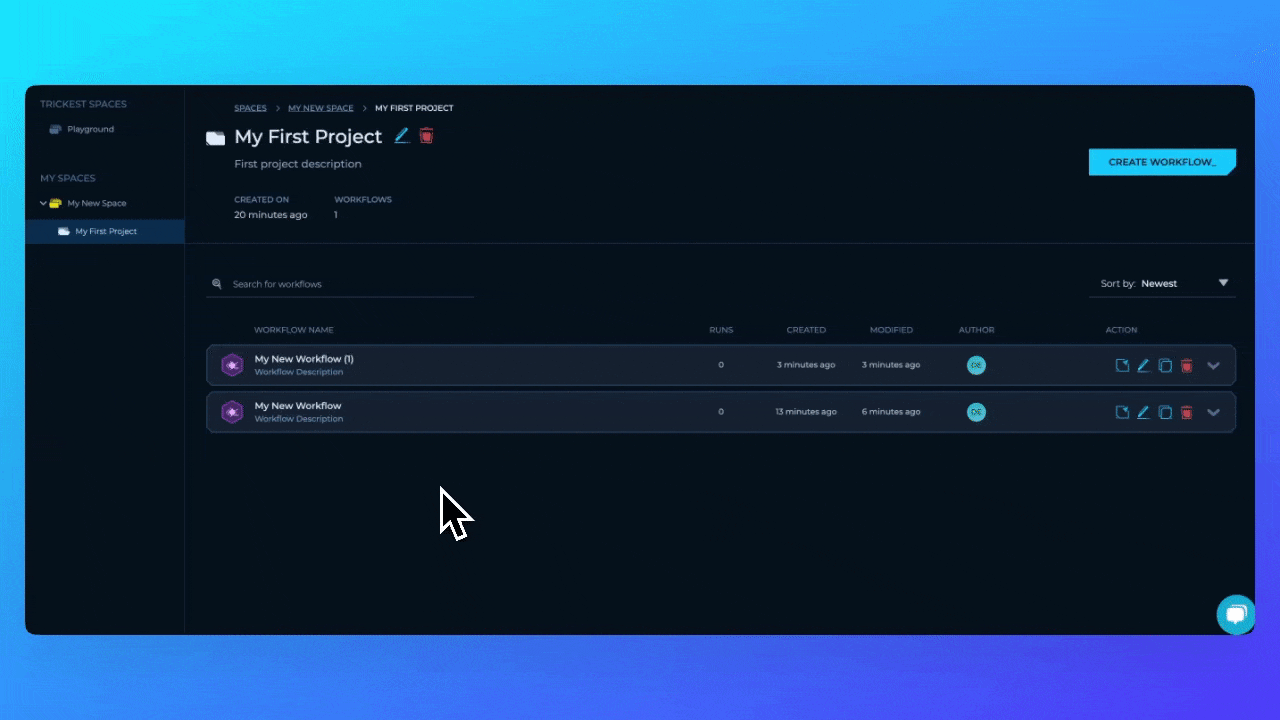 TRICKEST SPACES
Playground
MY SPACES
My New Space
My First Project
SPACES > MY NEW SPACE > MY FIRST PROJECT
My First Project
First project description
CREATE WORKFLOW_
CREATED ON WORKFLOWS
20 minutes ago 1
Search for workflows
Sort by: Newest
WORKFLOW NAME RUNS CREATED MODIFIED AUTHOR ACTION
My New Workflow (1)
Workflow Description
0 3 minutes ago 3 minutes ago DE
My New Workflow
Workflow Description
0 13 minutes ago 6 minutes ago DE